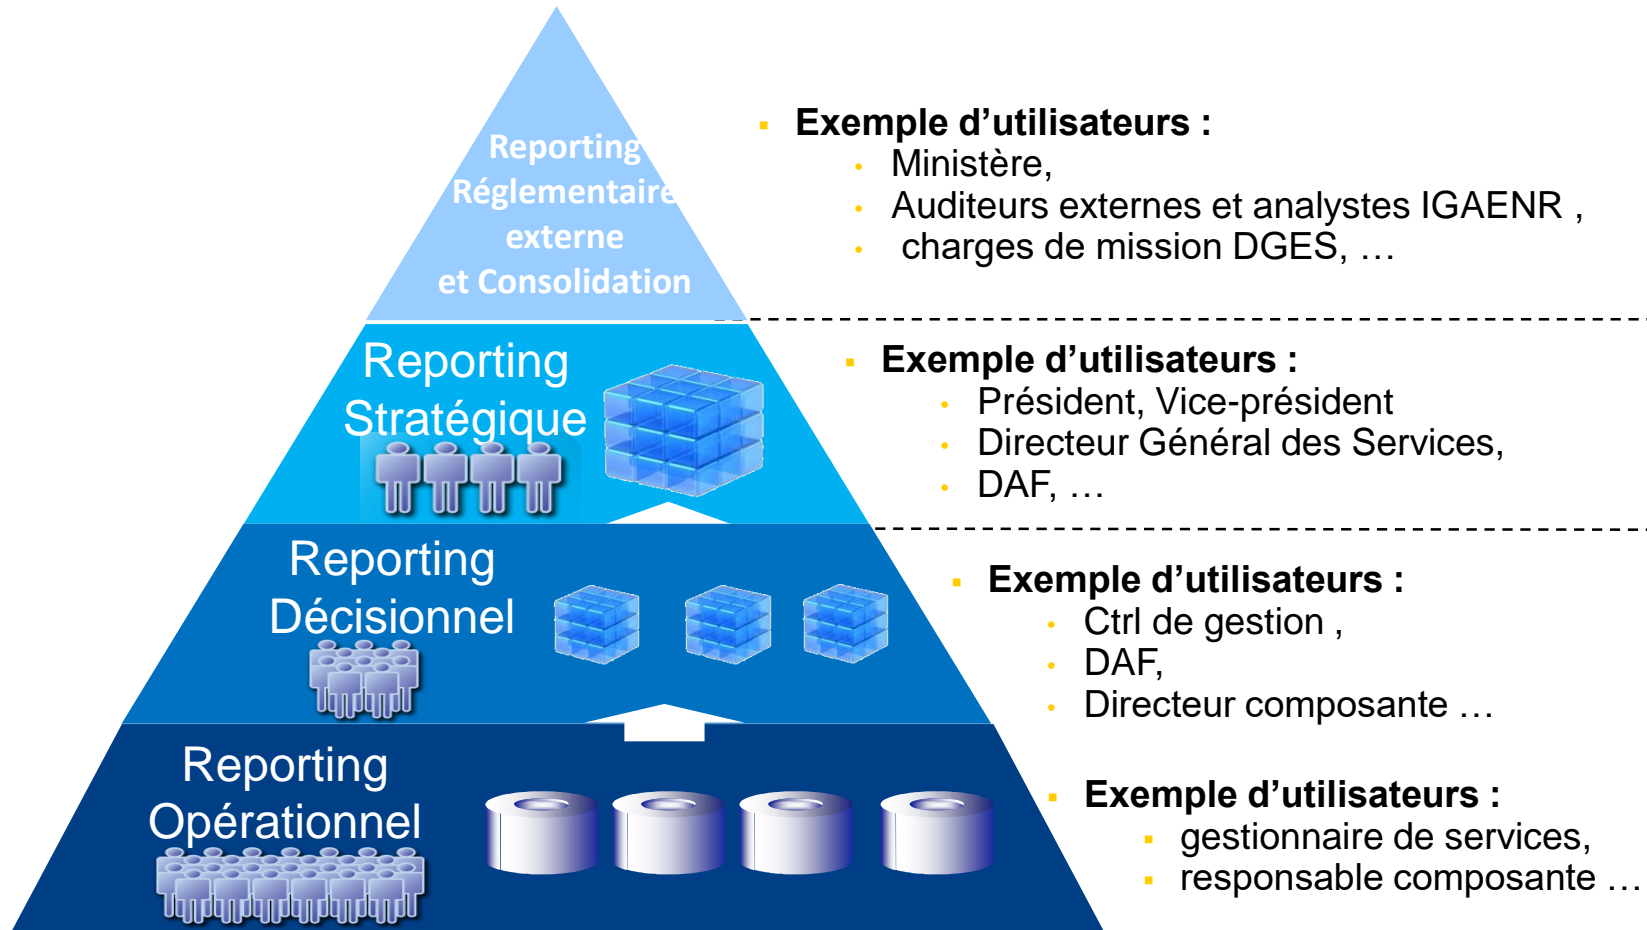 Reporting
Réglementaire
externe
et Consolidation
Exemple d’utilisateurs :
Ministère,
Auditeurs externes et analystes IGAENR ,
charges de mission DGES, …
Reporting
Stratégique
Exemple d’utilisateurs :
Président, Vice-président
Directeur Général des Services,
DAF, …
Reporting
Décisionnel
Exemple d’utilisateurs :
Ctrl de gestion ,
DAF,
Directeur composante …
Reporting
Opérationnel
Exemple d’utilisateurs :
gestionnaire de services,
responsable composante …